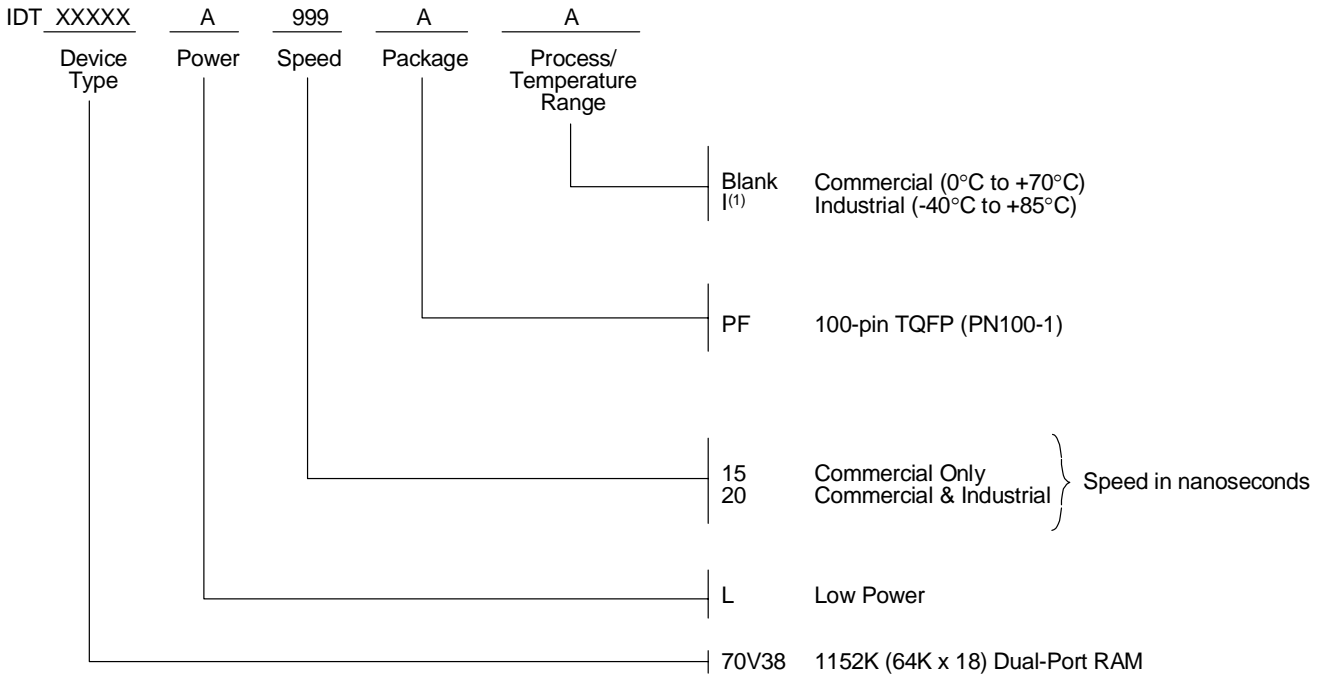 IDT XXXXX A 999 A A
Device Type Power Speed Package Process/ Temperature Range
Blank Commercial (0°C to +70°C)
I(1) Industrial (-40°C to +85°C)
PF 100-pin TQFP (PN100-1)
15 Commercial Only
20 Commercial & Industrial
Speed in nanoseconds
L Low Power
70V38 1152K (64K x 18) Dual-Port RAM